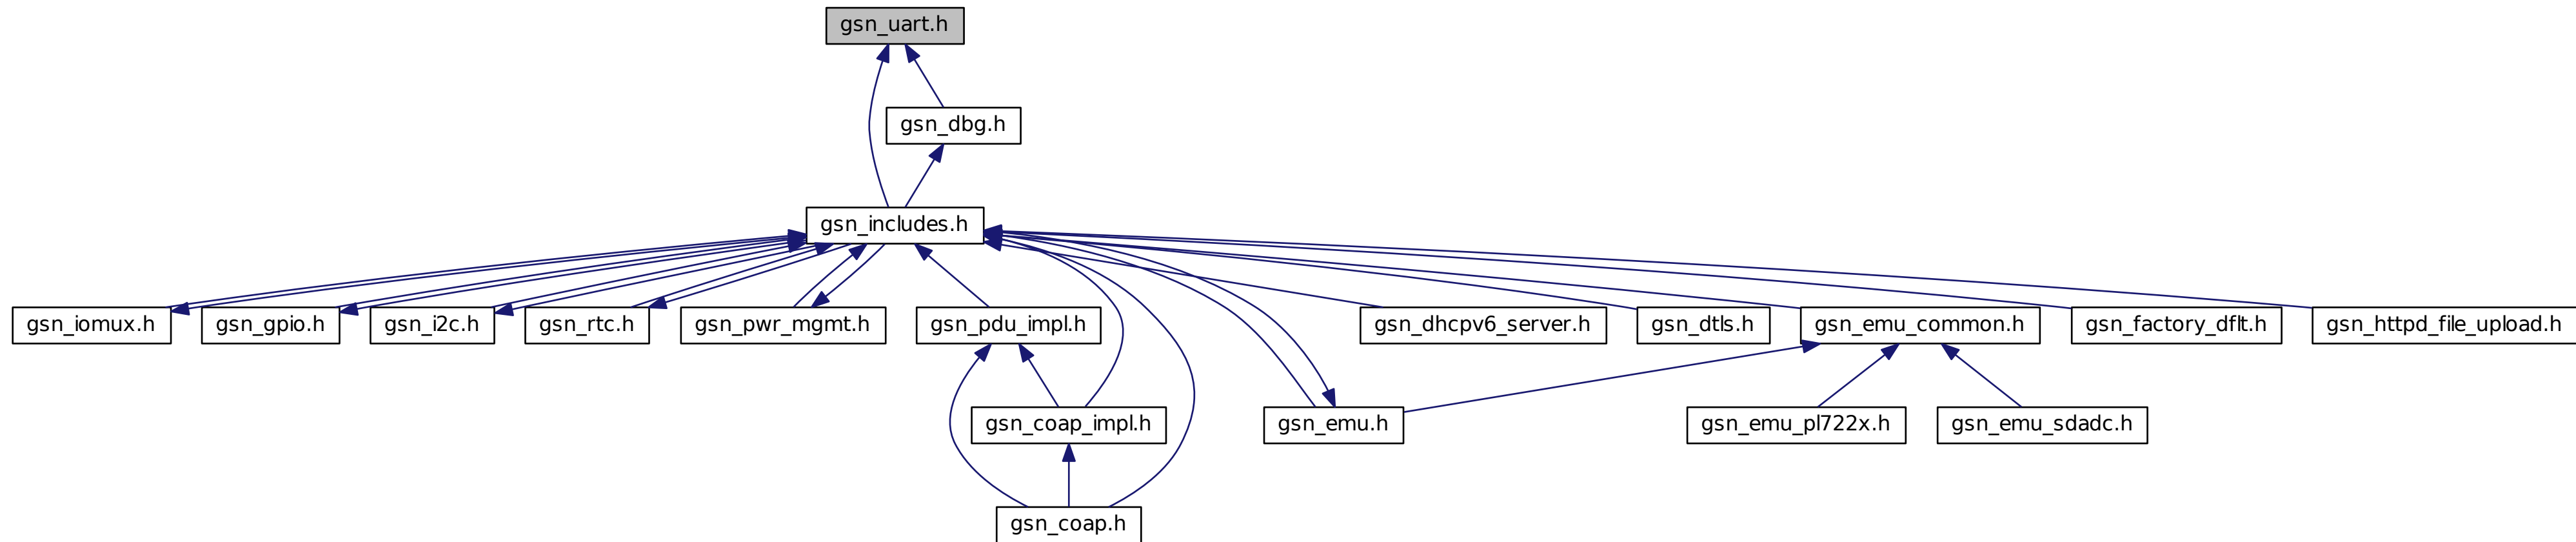 gsn_uart.h
gsn_dbg.h
gsn_includes.h
gsn_iomux.h
gsn_gpio.h
gsn_i2c.h
gsn_rtc.h
gsn_pwr_mgmt.h
gsn_pdu_impl.h
gsn_dhcpv6_server.h
gsn_dtls.h
gsn_emu_common.h
gsn_factory_dflt.h
gsn_httpd_file_upload.h
gsn_coap_impl.h
gsn_emu.h
gsn_emu_pl722x.h
gsn_emu_sdadc.h
gsn_coap.h